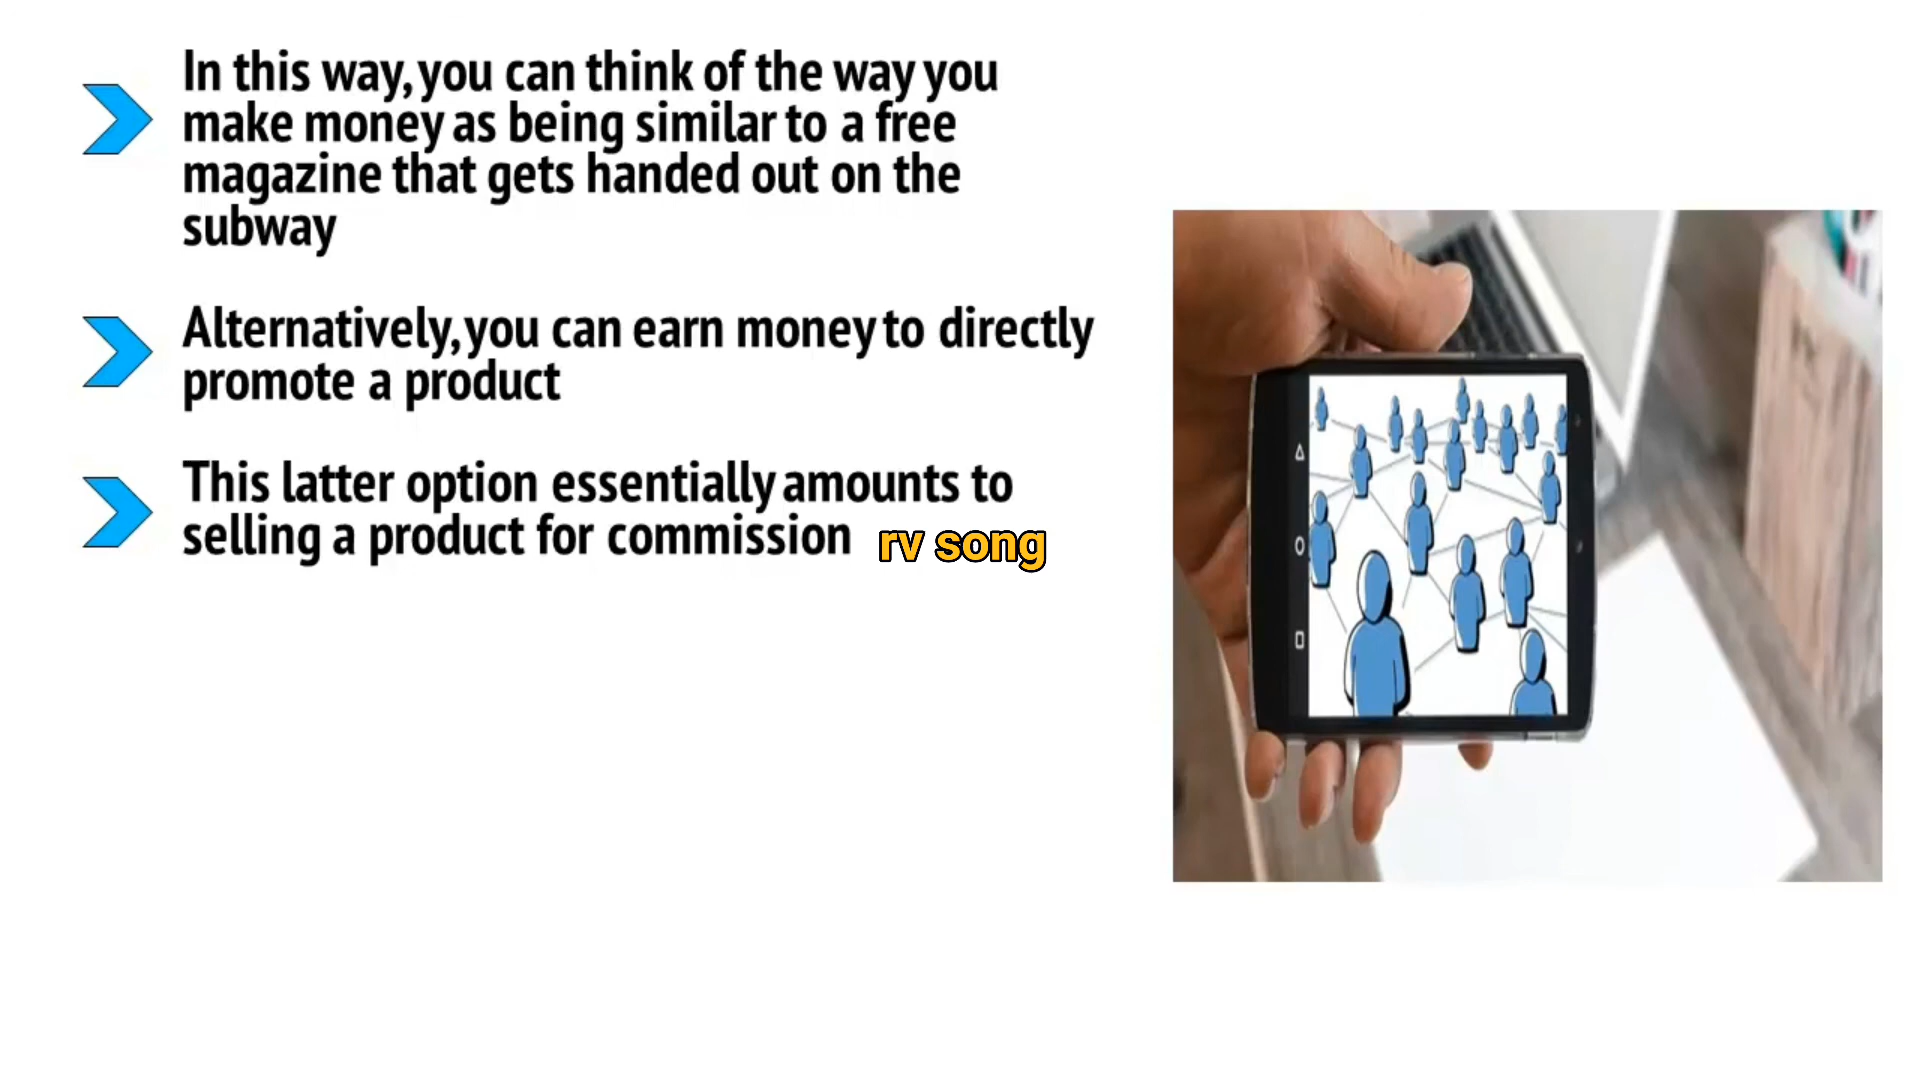 In this way, you can think of the way you
make money as being similar to a free
magazine that gets handed out on the
subway
Alternatively, you can earn money to directly
promote a product
This latter option essentially amounts to
selling a product for commission
rv song